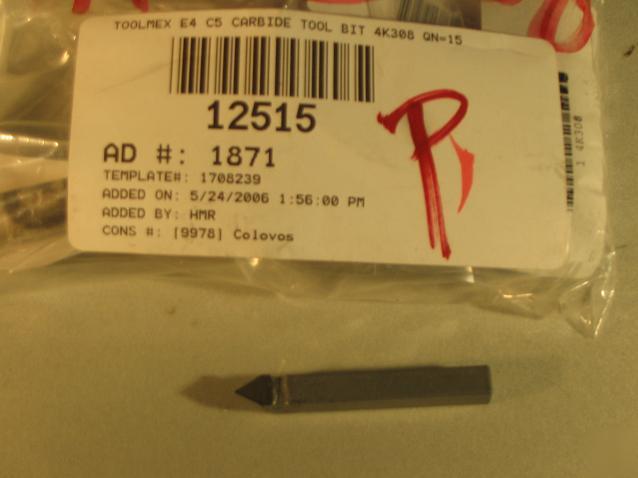 TOOLMEX E4 C5 CARBIDE TOOL BIT 4K308 QN=15
12515
AD #: 1871
TEMPLATE#: 1708239
ADDED ON: 5/24/2006 1:56:00 PM
ADDED BY: HMR
CONS #: [9978] Colovos
P
1 4K308